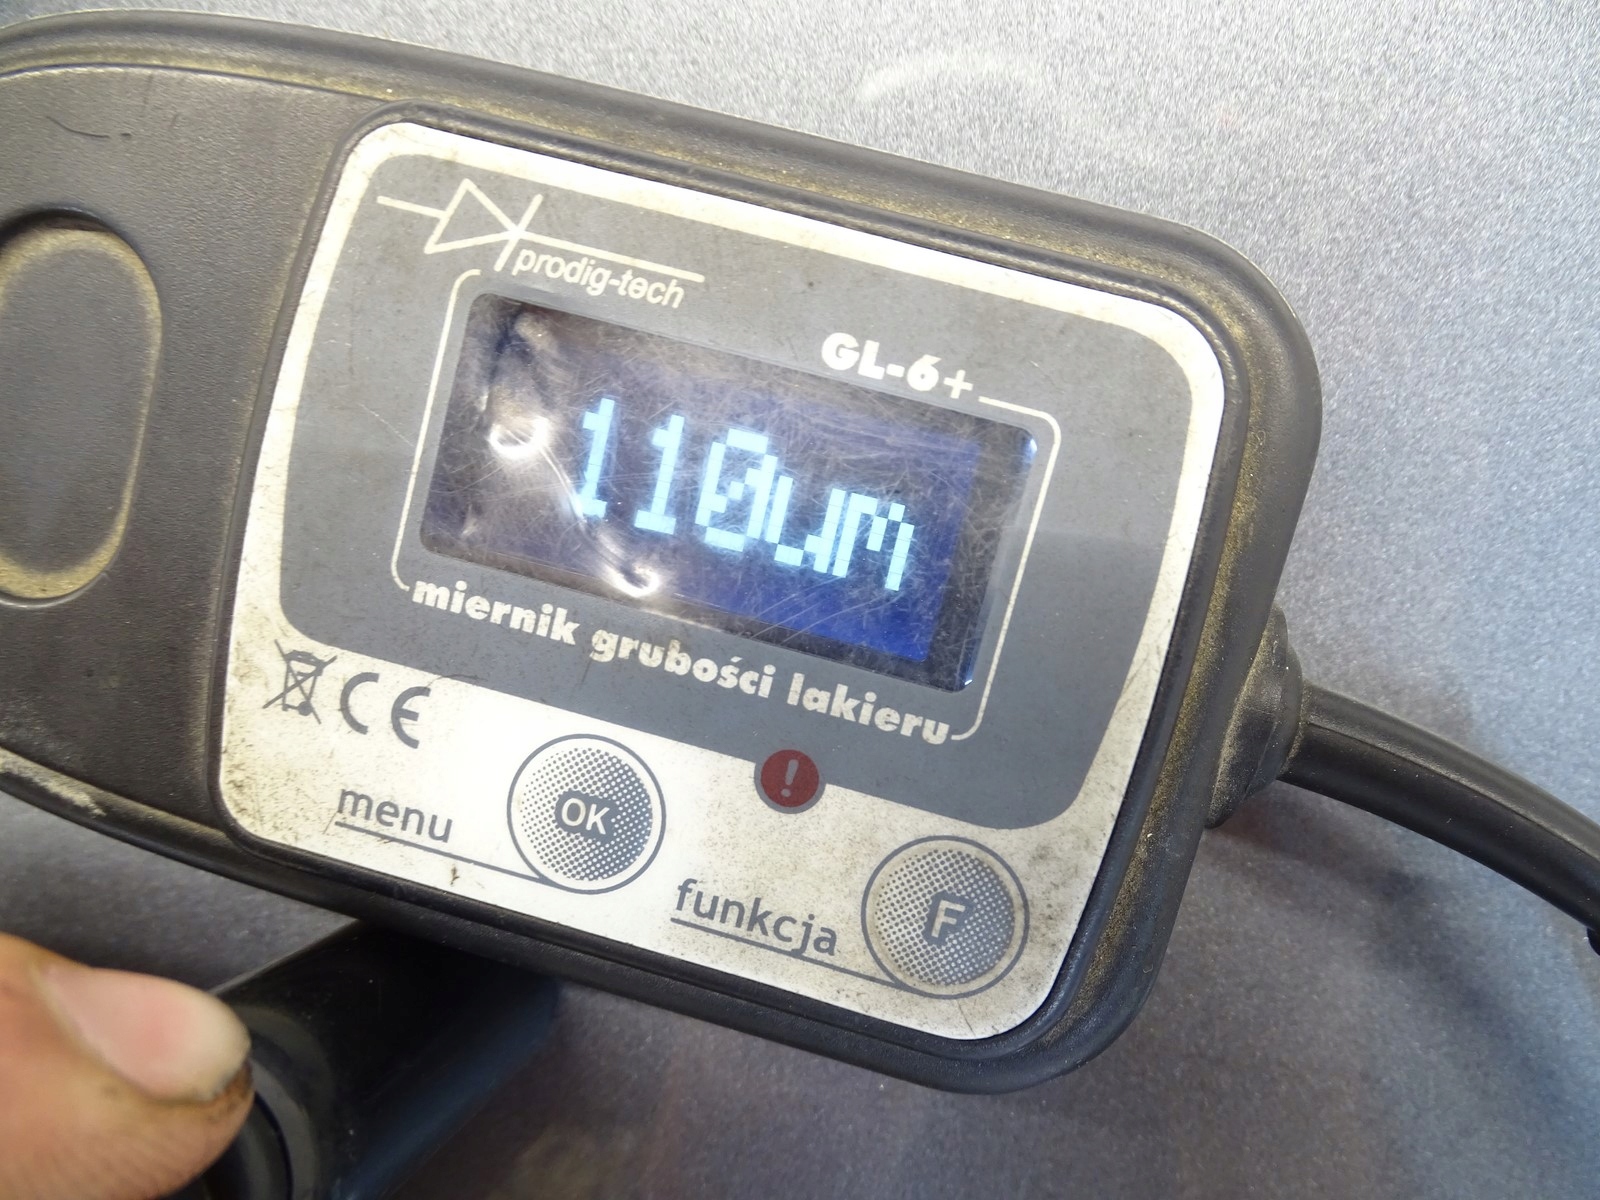 prodig-tech
GL-6+
110um
miernik grubości lakieru
CE
menu
OK
!
funkcja
F